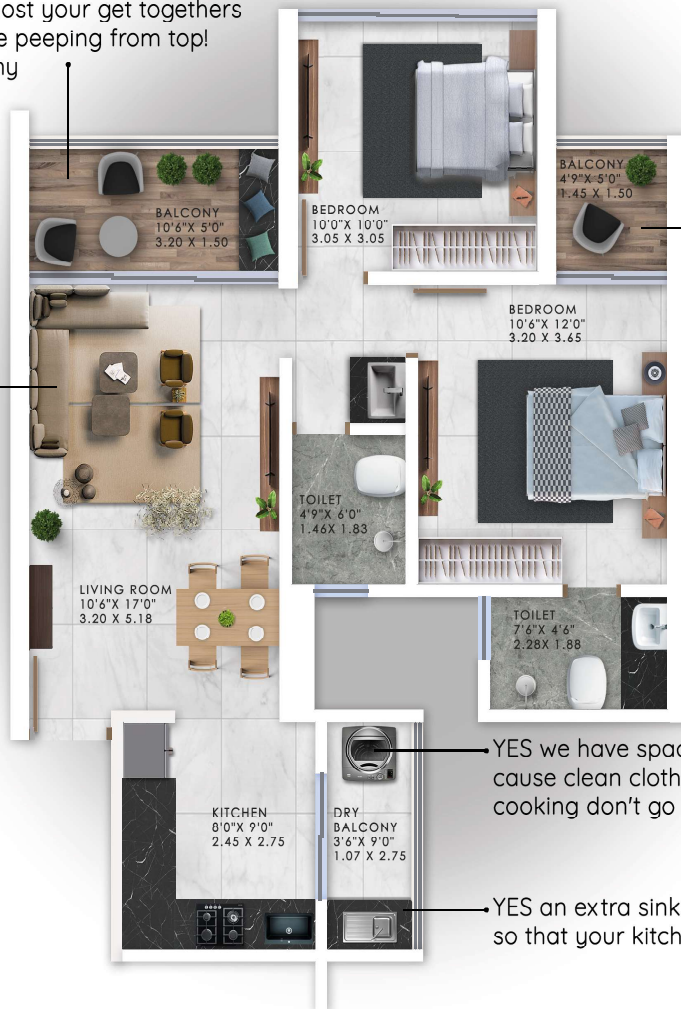 ost your get togethers
e peeping from top!
ny
BALCONY
10'6"X 5'0"
3.20 X 1.50
BEDROOM
10'0"X 10'0"
3.05 X 3.05
BALCONY
4'9"X 5'0"
1.45 X 1.50
BEDROOM
10'6"X 12'0"
3.20 X 3.65
TOILET
4'9"X 6'0"
1.46X 1.83
LIVING ROOM
10'6"X 17'0"
3.20 X 5.18
TOILET
7'6"X 4'6"
2.28X 1.88
YES we have spac
cause clean cloth
cooking don't go
KITCHEN
8'0"X 9'0"
2.45 X 2.75
DRY
BALCONY
3'6"X 9'0"
1.07 X 2.75
YES an extra sink
so that your kitch